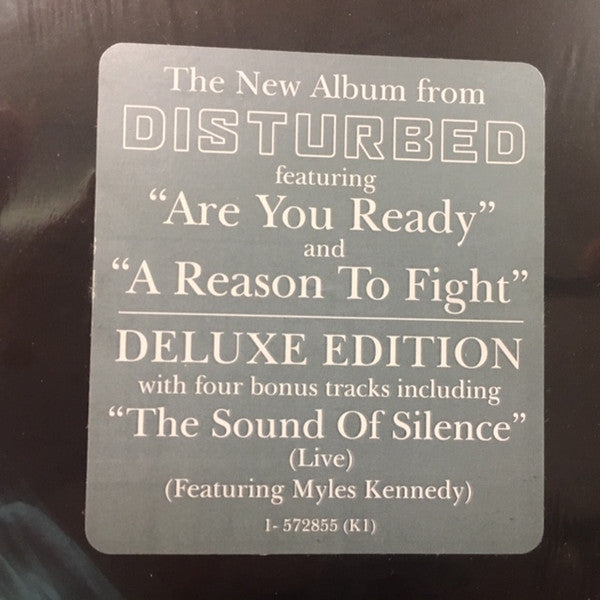 The New Album from
DISTURBED
featuring
“Are You Ready”
and
“A Reason To Fight”
DELUXE EDITION
with four bonus tracks including
“The Sound Of Silence”
(Live)
(Featuring Myles Kennedy)
1- 572855 (K1)